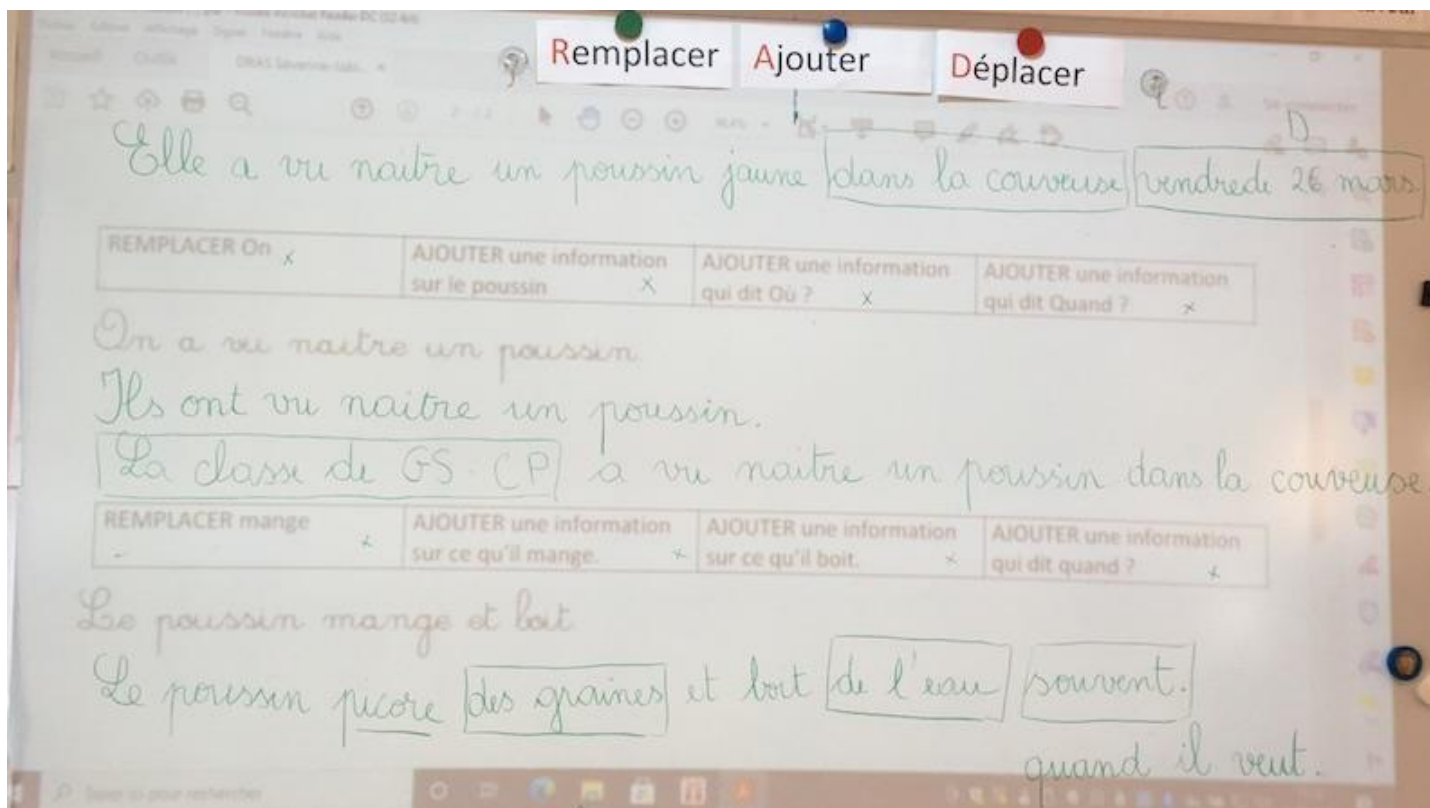 Remplacer Ajouter Déplacer
D
Elle a vu naitre un poussin jaune dans la couveuse vendredi 26 mars
REMPLACER On x
AJOUTER une information
sur le poussin x
AJOUTER une information
qui dit Où ? x
AJOUTER une information
qui dit Quand ? x
On a vu naitre un poussin
Ils ont vu naitre un poussin.
La classe de GS-CP a vu naitre un poussin dans la couveuse.
REMPLACER mange x
AJOUTER une information
sur ce qu'il mange. x
AJOUTER une information
sur ce qu'il boit. x
AJOUTER une information
qui dit quand ? x
Le poussin mange et boit
Le poussin picore des graines et boit de l'eau souvent.
quand il veut.